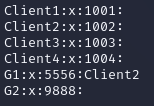 Client1:x:1001:
Client2:x:1002:
Client3:x:1003:
Client4:x:1004:
G1:x:5556:Client2
G2:x:9888: